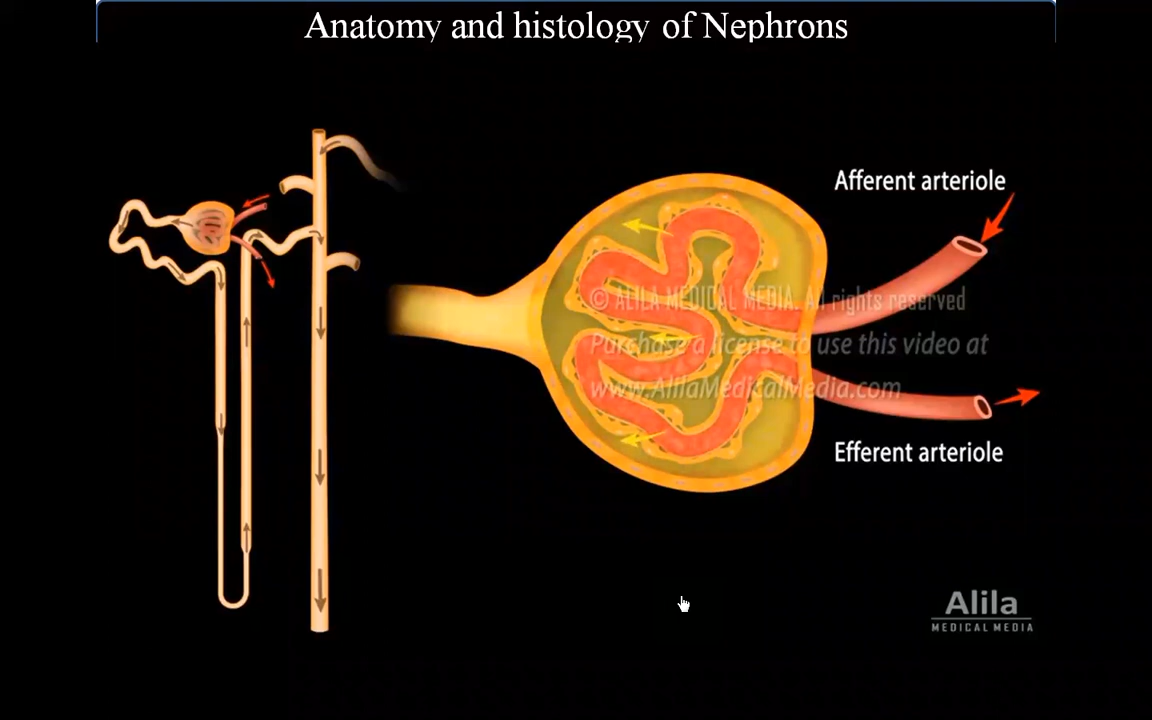 Anatomy and histology of Nephrons
Afferent arteriole
© ALILA MEDICAL MEDIA. All rights reserved
Purchase a license to use this video at
www.AlilaMedicalMedia.com
Efferent arteriole
Alila
MEDICAL MEDIA